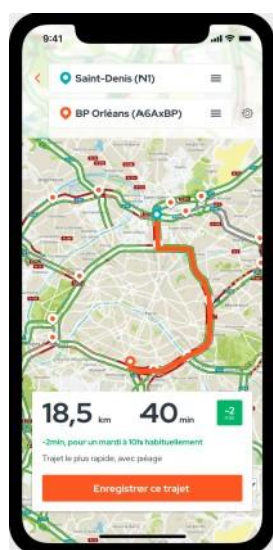 9:41
Saint-Denis (N1)
BP Orléans (A6AxBP)
18,5 km
40 min
-2
min
-2min, pour un mardi à 10h habituellement
Trajet le plus rapide, avec péage
Enregistrer ce trajet